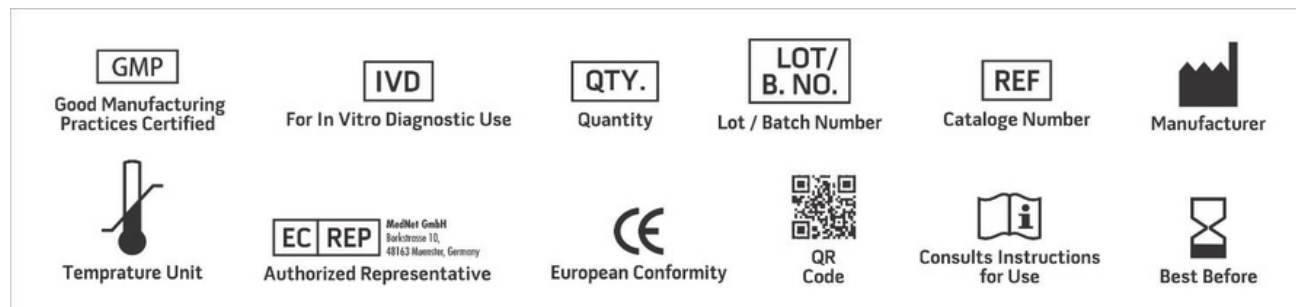 GMP
Good Manufacturing
Practices Certified
IVD
For In Vitro Diagnostic Use
QTY.
Quantity
LOT/
B. NO.
Lot / Batch Number
REF
Cataloge Number
Manufacturer
Temprature Unit
EC REP
MedNet GmbH
Borkstrasse 10,
48163 Muenster, Germany
Authorized Representative
CE
European Conformity
QR
Code
i
Consults Instructions
for Use
Best Before